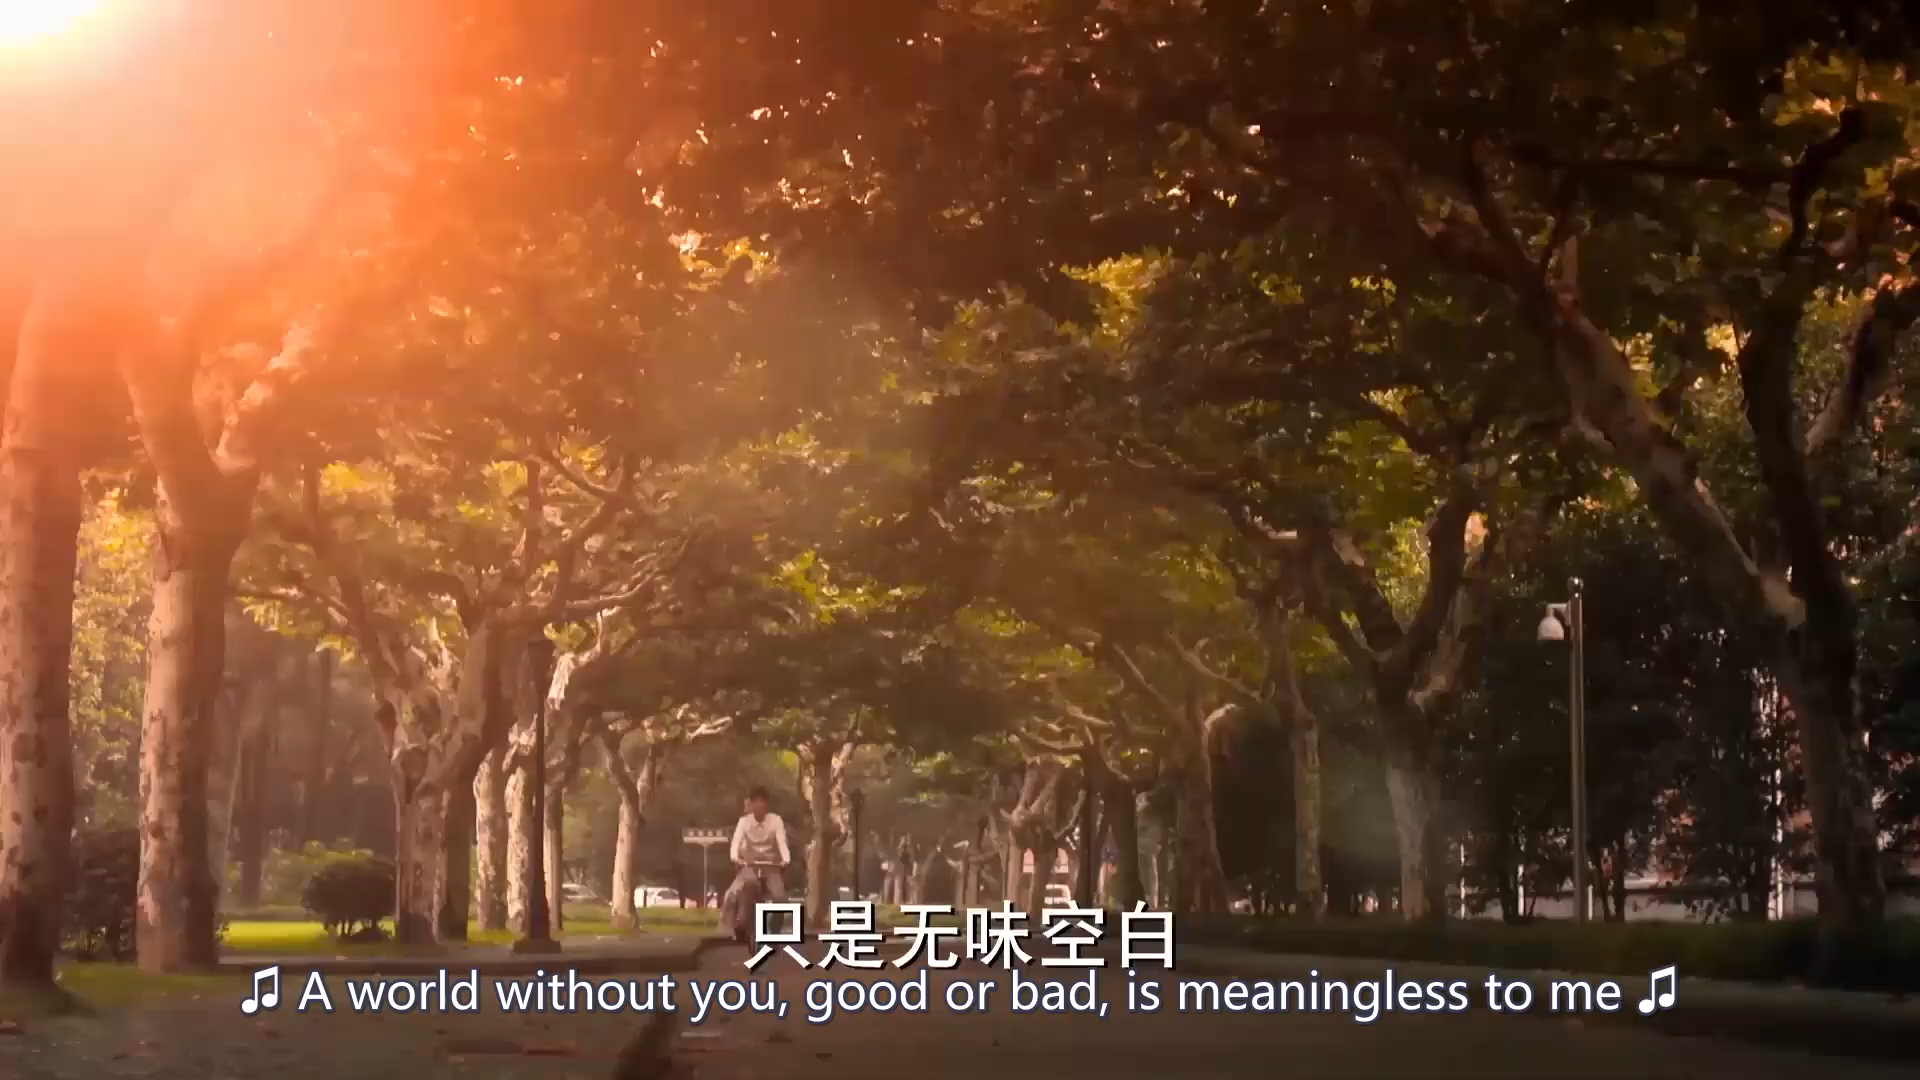 只是无味空白
♫ A world without you, good or bad, is meaningless to me ♫